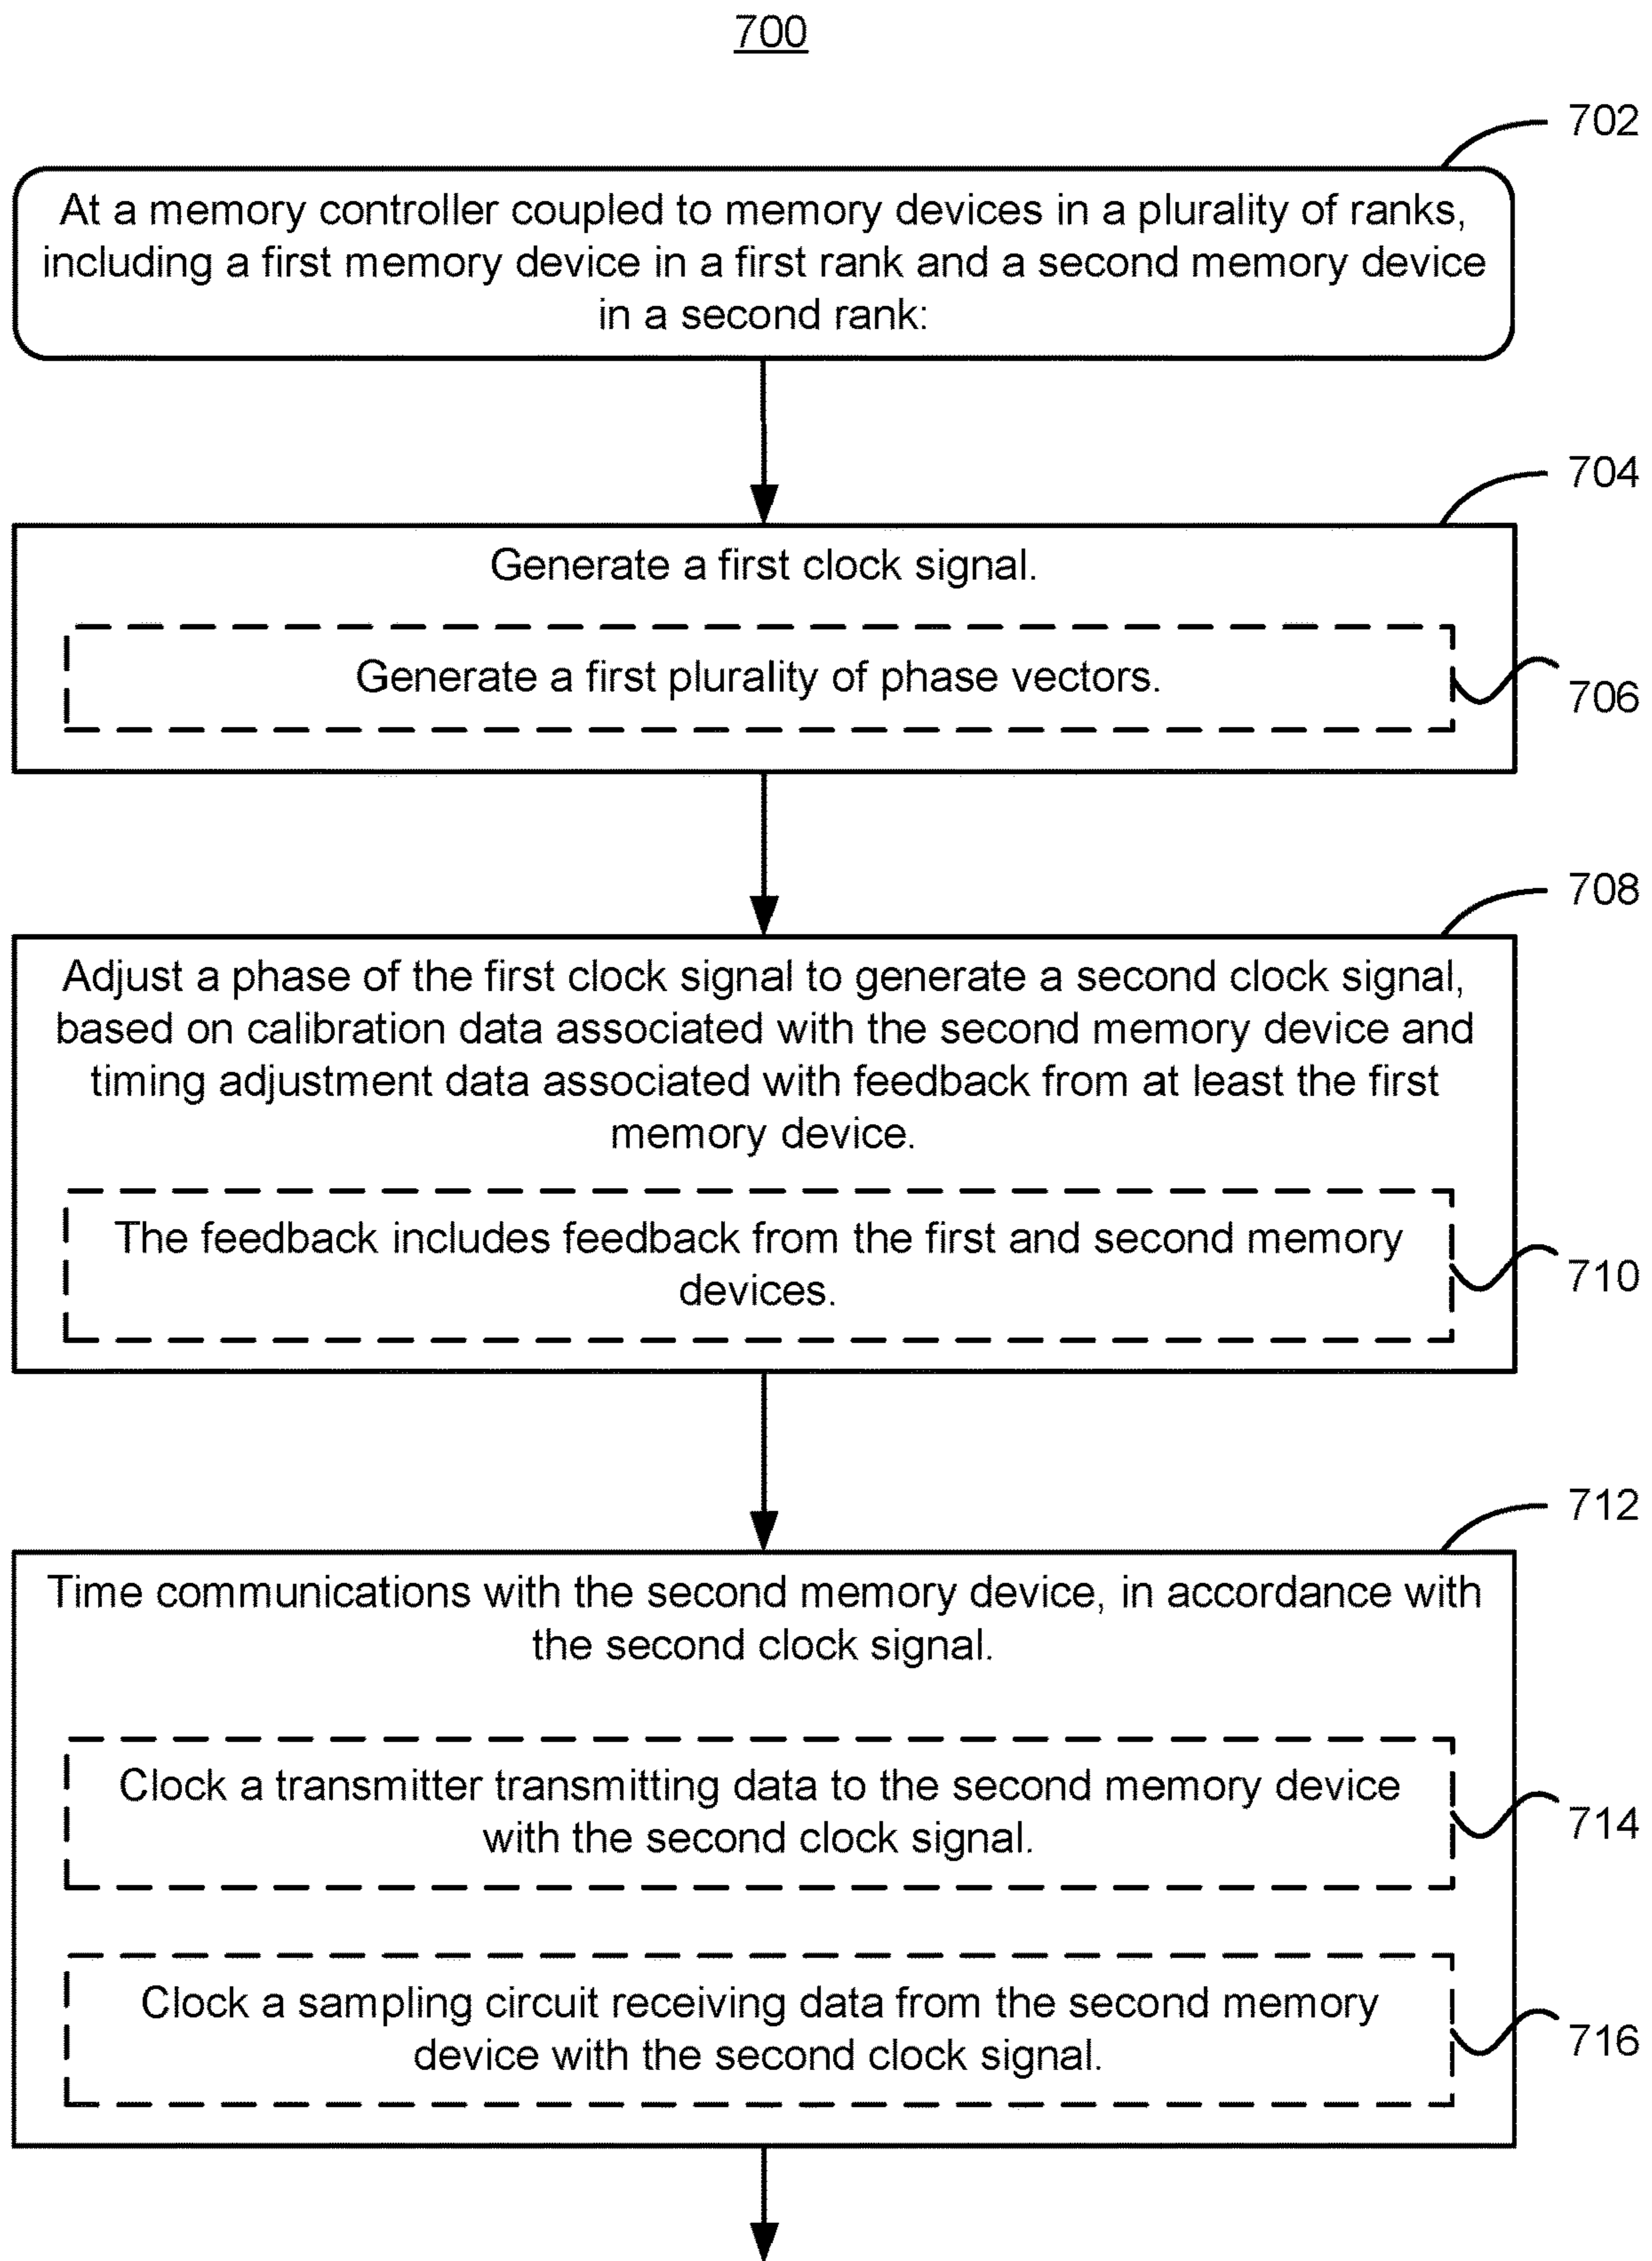 700
702
At a memory controller coupled to memory devices in a plurality of ranks,
including a first memory device in a first rank and a second memory device
in a second rank:
704
Generate a first clock signal.
Generate a first plurality of phase vectors.
706
708
Adjust a phase of the first clock signal to generate a second clock signal,
based on calibration data associated with the second memory device and
timing adjustment data associated with feedback from at least the first
memory device.
The feedback includes feedback from the first and second memory
devices.
710
712
Time communications with the second memory device, in accordance with
the second clock signal.
Clock a transmitter transmitting data to the second memory device
with the second clock signal.
714
Clock a sampling circuit receiving data from the second memory
device with the second clock signal.
716